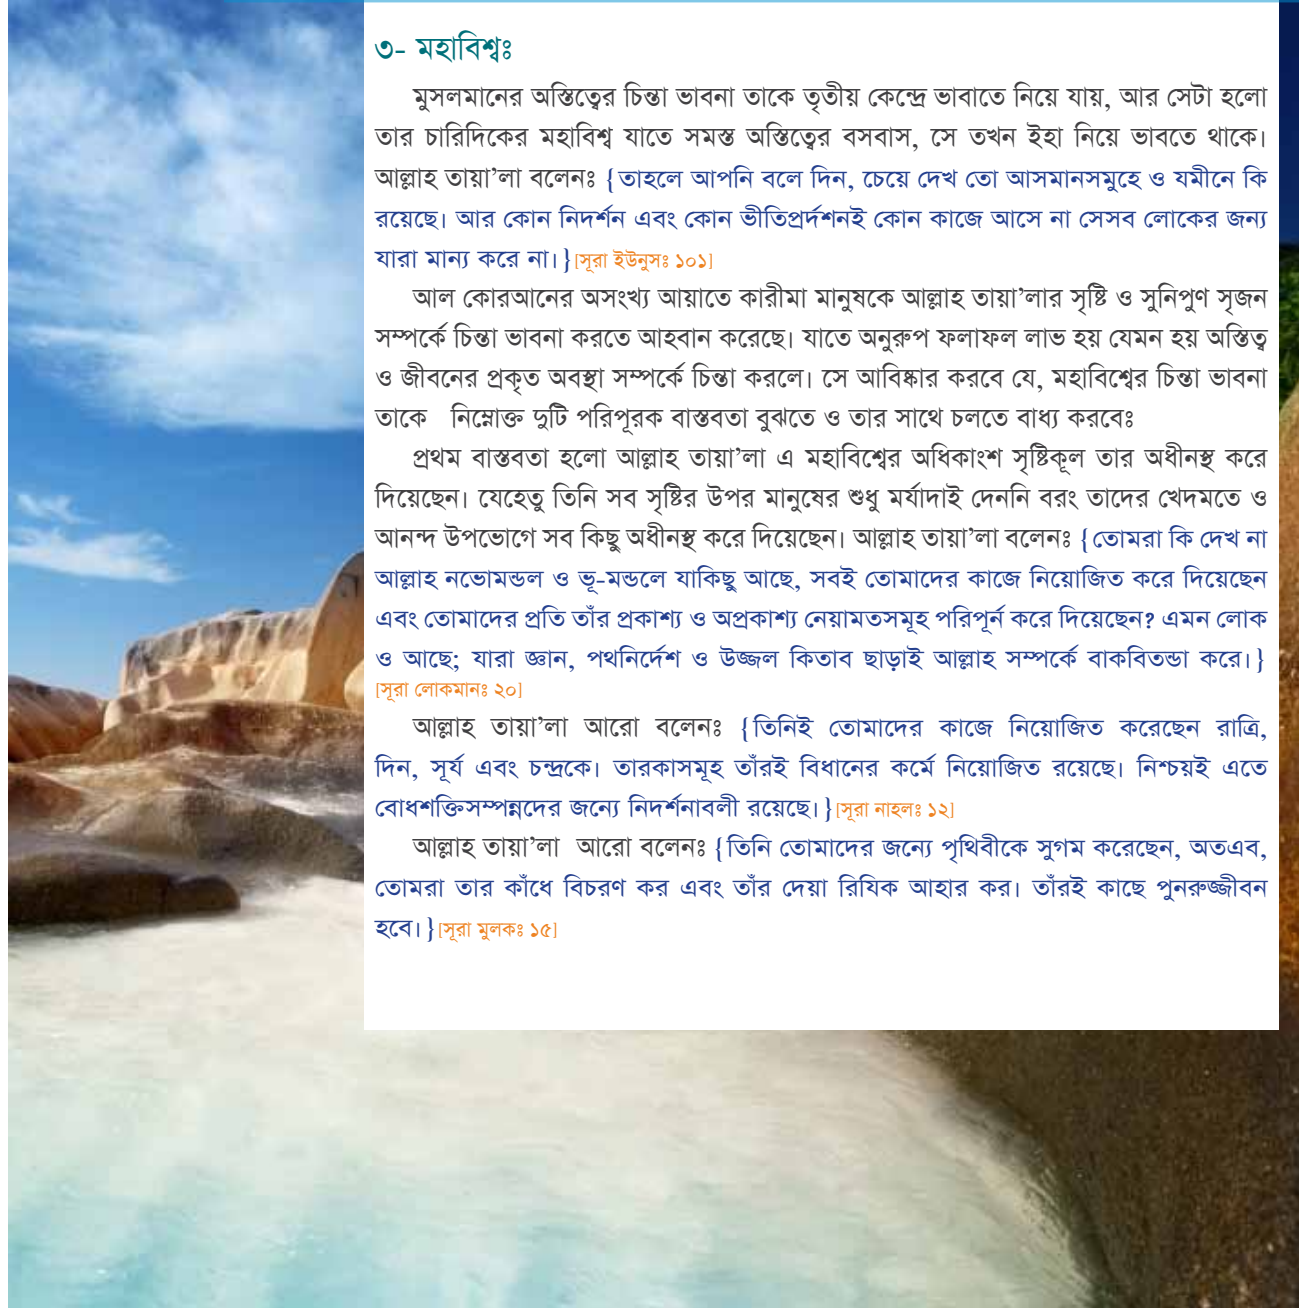 ৩- মহাবিশ্বঃ
মুসলমানের অস্তিত্বের চিন্তা ভাবনা তাকে তৃতীয় কেন্দ্রে ভাবাতে নিয়ে যায়, আর সেটা হলো
তার চারিদিকের মহাবিশ্ব যাতে সমস্ত অস্তিত্বের বসবাস, সে তখন ইহা নিয়ে ভাবতে থাকে।
আল্লাহ তায়া’লা বলেনঃ {তাহলে আপনি বলে দিন, চেয়ে দেখ তো আসমানসমুহে ও যমীনে কি
রয়েছে। আর কোন নিদর্শন এবং কোন ভীতিপ্রর্দশনই কোন কাজে আসে না সেসব লোকের জন্য
যারা মান্য করে না।}[সূরা ইউনুসঃ ১০১]
আল কোরআনের অসংখ্য আয়াতে কারীমা মানুষকে আল্লাহ তায়া’লার সৃষ্টি ও সুনিপুণ সৃজন
সম্পর্কে চিন্তা ভাবনা করতে আহবান করেছে। যাতে অনুরুপ ফলাফল লাভ হয় যেমন হয় অস্তিত্ব
ও জীবনের প্রকৃত অবস্থা সম্পর্কে চিন্তা করলে। সে আবিষ্কার করবে যে, মহাবিশ্বের চিন্তা ভাবনা
তাকে নিম্নোক্ত দুটি পরিপূরক বাস্তবতা বুঝতে ও তার সাথে চলতে বাধ্য করবেঃ
প্রথম বাস্তবতা হলো আল্লাহ তায়া’লা এ মহাবিশ্বের অধিকাংশ সৃষ্টিকূল তার অধীনস্থ করে
দিয়েছেন। যেহেতু তিনি সব সৃষ্টির উপর মানুষের শুধু মর্যাদাই দেননি বরং তাদের খেদমতে ও
আনন্দ উপভোগে সব কিছু অধীনস্থ করে দিয়েছেন। আল্লাহ তায়া’লা বলেনঃ {তোমরা কি দেখ না
আল্লাহ নভোমন্ডল ও ভূ-মন্ডলে যাকিছু আছে, সবই তোমাদের কাজে নিয়োজিত করে দিয়েছেন
এবং তোমাদের প্রতি তাঁর প্রকাশ্য ও অপ্রকাশ্য নেয়ামতসমূহ পরিপূর্ন করে দিয়েছেন? এমন লোক
ও আছে; যারা জ্ঞান, পথনির্দেশ ও উজ্জল কিতাব ছাড়াই আল্লাহ সম্পর্কে বাকবিতন্ডা করে।}
[সূরা লোকমানঃ ২০]
আল্লাহ তায়া’লা আরো বলেনঃ {তিনিই তোমাদের কাজে নিয়োজিত করেছেন রাত্রি,
দিন, সূর্য এবং চন্দ্রকে। তারকাসমূহ তাঁরই বিধানের কর্মে নিয়োজিত রয়েছে। নিশ্চয়ই এতে
বোধশক্তিসম্পন্নদের জন্যে নিদর্শনাবলী রয়েছে।}[সূরা নাহলঃ ১২]
আল্লাহ তায়া’লা আরো বলেনঃ {তিনি তোমাদের জন্যে পৃথিবীকে সুগম করেছেন, অতএব,
তোমরা তার কাঁধে বিচরণ কর এবং তাঁর দেয়া রিযিক আহার কর। তাঁরই কাছে পুনরুজ্জীবন
হবে।}[সূরা মুলকঃ ১৫]